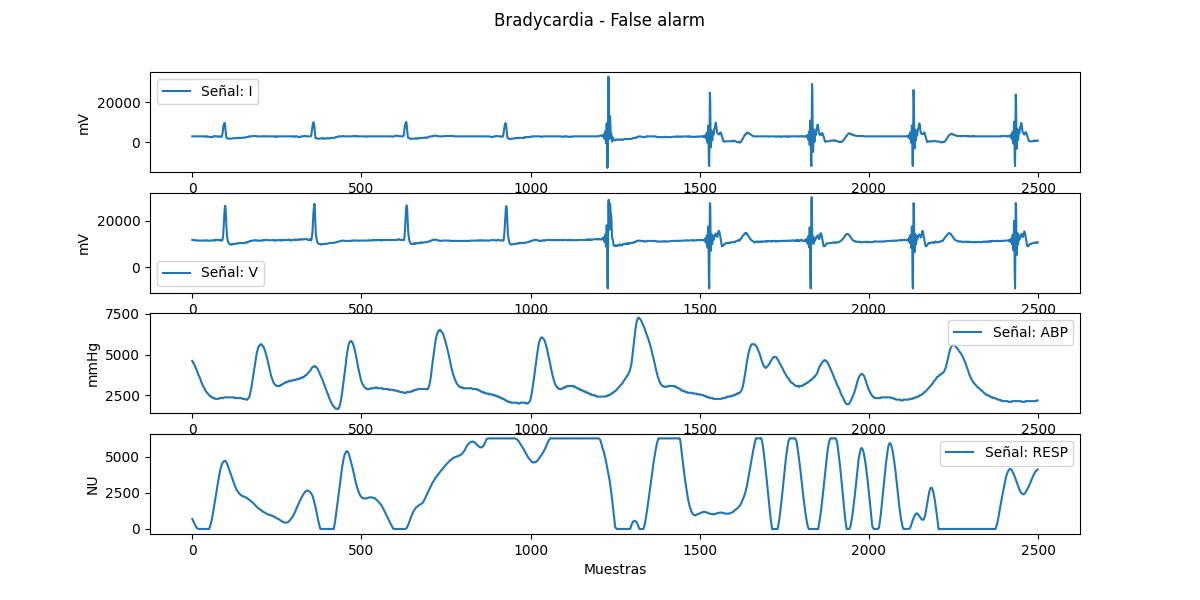 Bradycardia - False alarm
Señal: I
20000
0
mV
0 500 1000 1500 2000 2500
20000
0
mV
Señal: V
0 500 1000 1500 2000 2500
7500
5000
2500
mmHg
Señal: ABP
0 500 1000 1500 2000 2500
5000
2500
0
NU
Señal: RESP
0 500 1000 1500 2000 2500
Muestras